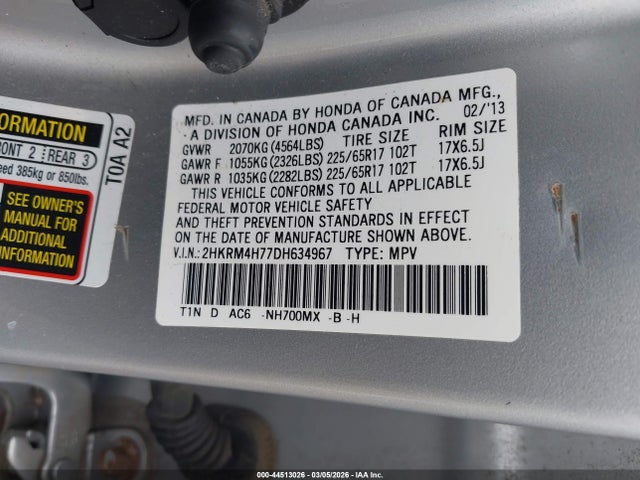 ORMATION
ONT 2 REAR 3
eed 385kg or 850lbs.
SEE OWNER'S
MANUAL FOR
ADDITIONAL
INFORMATION
T0A A2
MFD. IN CANADA BY HONDA OF CANADA MFG.,
A DIVISION OF HONDA CANADA INC. 02/'13
GVWR 2070KG (4564LBS) TIRE SIZE RIM SIZE
GAWR F 1055KG (2326LBS) 225/65R17 102T 17X6.5J
GAWR R 1035KG (2282LBS) 225/65R17 102T 17X6.5J
THIS VEHICLE CONFORMS TO ALL APPLICABLE
FEDERAL MOTOR VEHICLE SAFETY
AND THEFT PREVENTION STANDARDS IN EFFECT
ON THE DATE OF MANUFACTURE SHOWN ABOVE.
V.I.N.: 2HKRM4H77DH634967 TYPE: MPV
T1N D AC6 -NH700MX -B -H
000-44513026 — 03/05/2026 — IAA Inc.